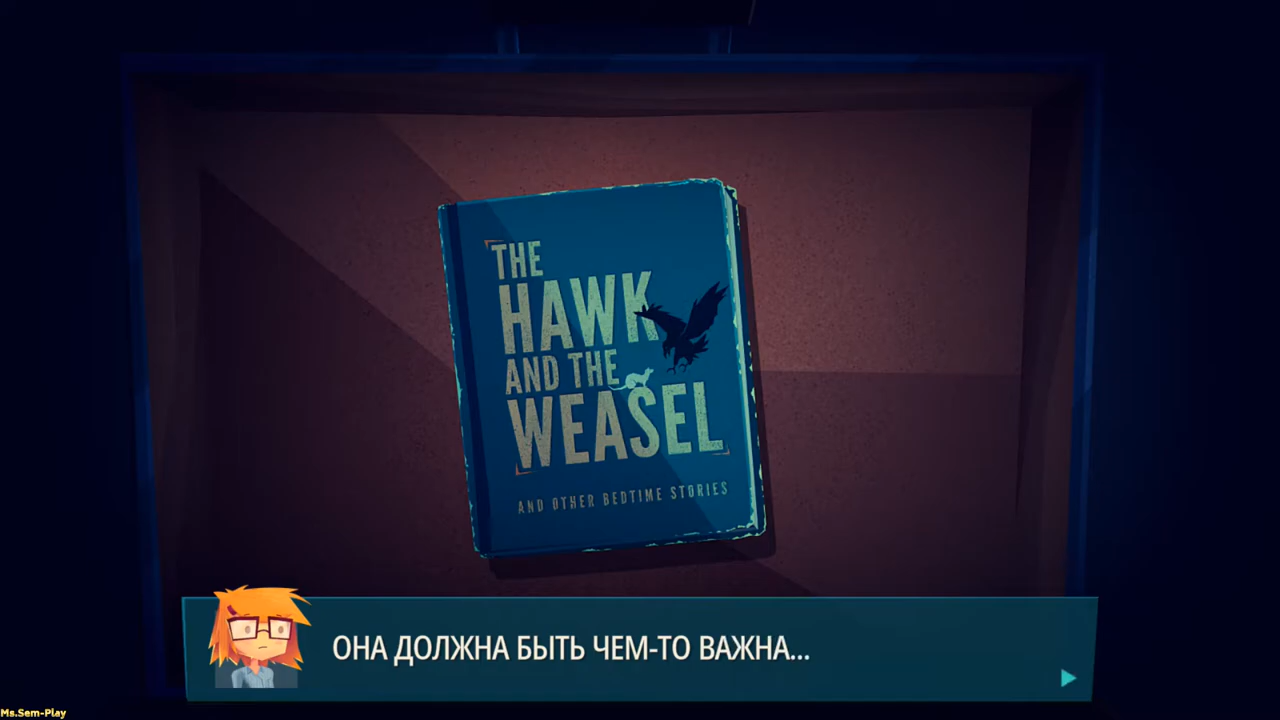 THE
HAWK
AND THE
WEASEL
AND OTHER BEDTIME STORIES
ОНА ДОЛЖНА БЫТЬ ЧЕМ-ТО ВАЖНА...
Ms.Sem-Play